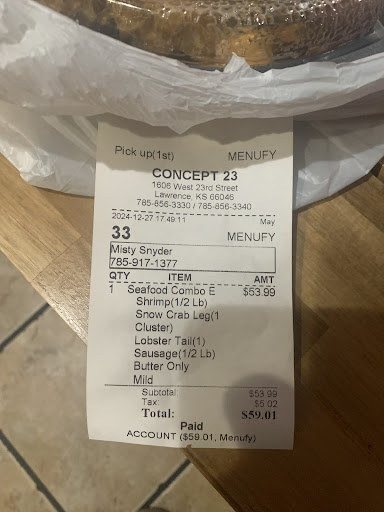 Pick up(1st) MENUFY
CONCEPT 23
1606 West 23rd Street
Lawrence, KS 66046
785-856-3330 / 785-856-3340
2024-12-27 17:49:11 May
33 MENUFY
Misty Snyder
785-917-1377
QTY ITEM AMT
1 Seafood Combo E $53.99
Shrimp(1/2 Lb)
Snow Crab Leg(1
Cluster)
Lobster Tail(1)
Sausage(1/2 Lb)
Butter Only
Mild
Subtotal: $53.99
Tax: $5.02
Total: $59.01
Paid
ACCOUNT ($59.01, Menufy)